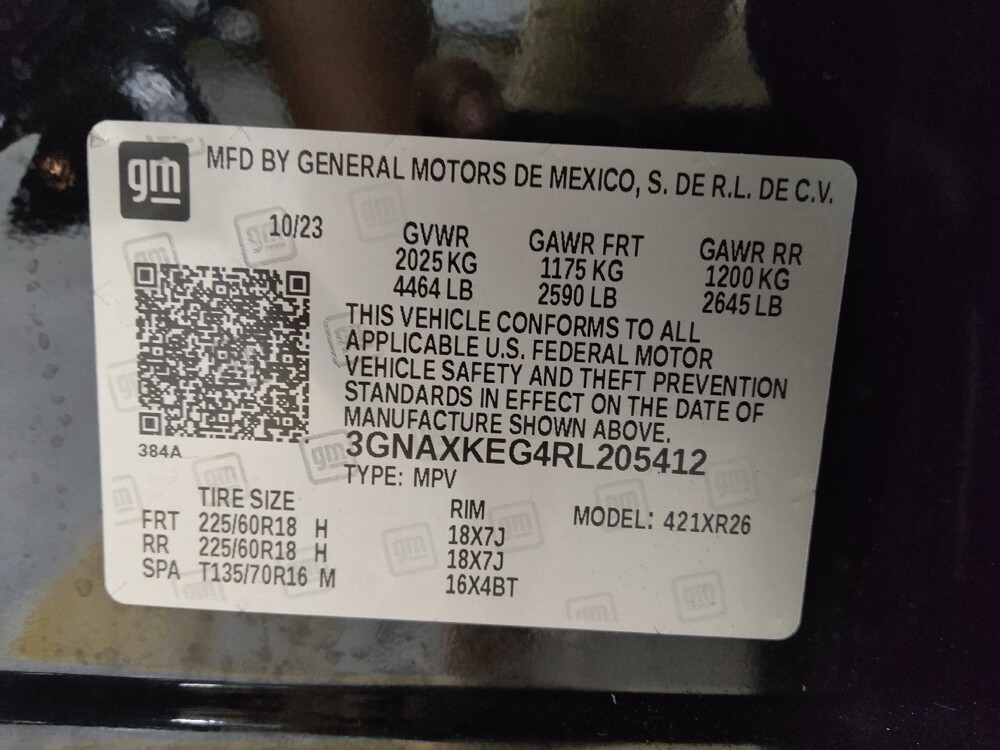 gm
MFD BY GENERAL MOTORS DE MEXICO, S. DE R.L. DE C.V.
10/23
GVWR GAWR FRT GAWR RR
2025 KG 1175 KG 1200 KG
4464 LB 2590 LB 2645 LB
THIS VEHICLE CONFORMS TO ALL
APPLICABLE U.S. FEDERAL MOTOR
VEHICLE SAFETY AND THEFT PREVENTION
STANDARDS IN EFFECT ON THE DATE OF
MANUFACTURE SHOWN ABOVE.
384A
3GNAXKEG4RL205412
TYPE: MPV
TIRE SIZE RIM MODEL: 421XR26
FRT 225/60R18 H 18X7J
RR 225/60R18 H 18X7J
SPA T135/70R16 M 16X4BT